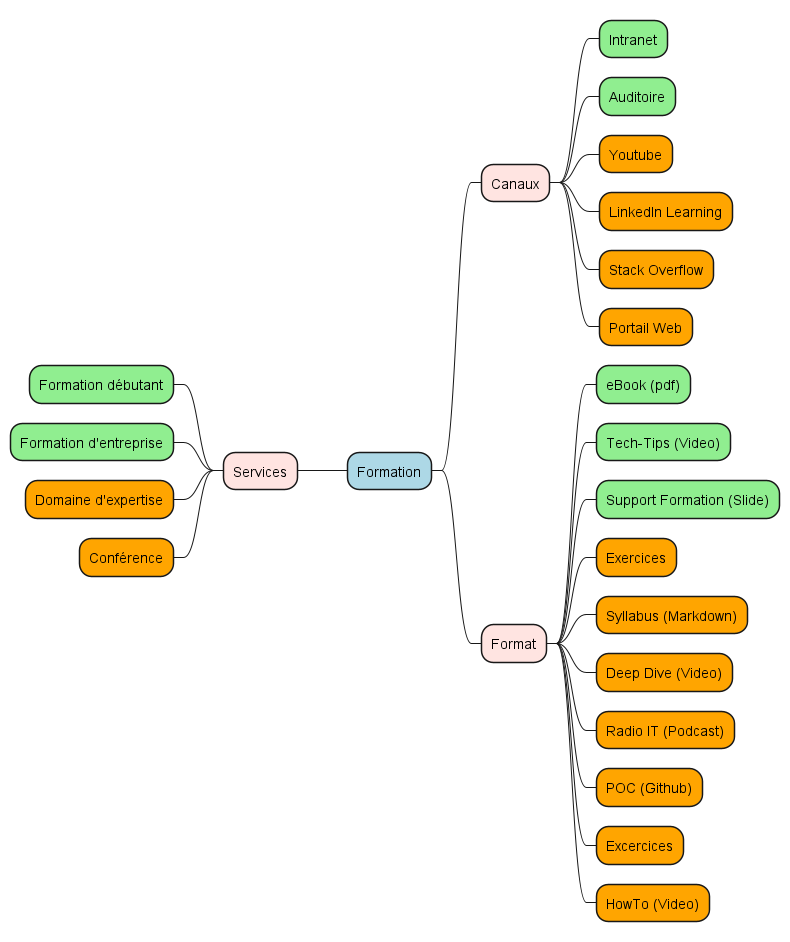 Intranet
Auditoire
Youtube
Canaux
LinkedIn Learning
Stack Overflow
Portail Web
Formation débutant
eBook (pdf)
Formation d'entreprise
Tech-Tips (Video)
Services
Formation
Domaine d'expertise
Support Formation (Slide)
Conférence
Exercices
Syllabus (Markdown)
Format
Deep Dive (Video)
Radio IT (Podcast)
POC (Github)
Excercices
HowTo (Video)